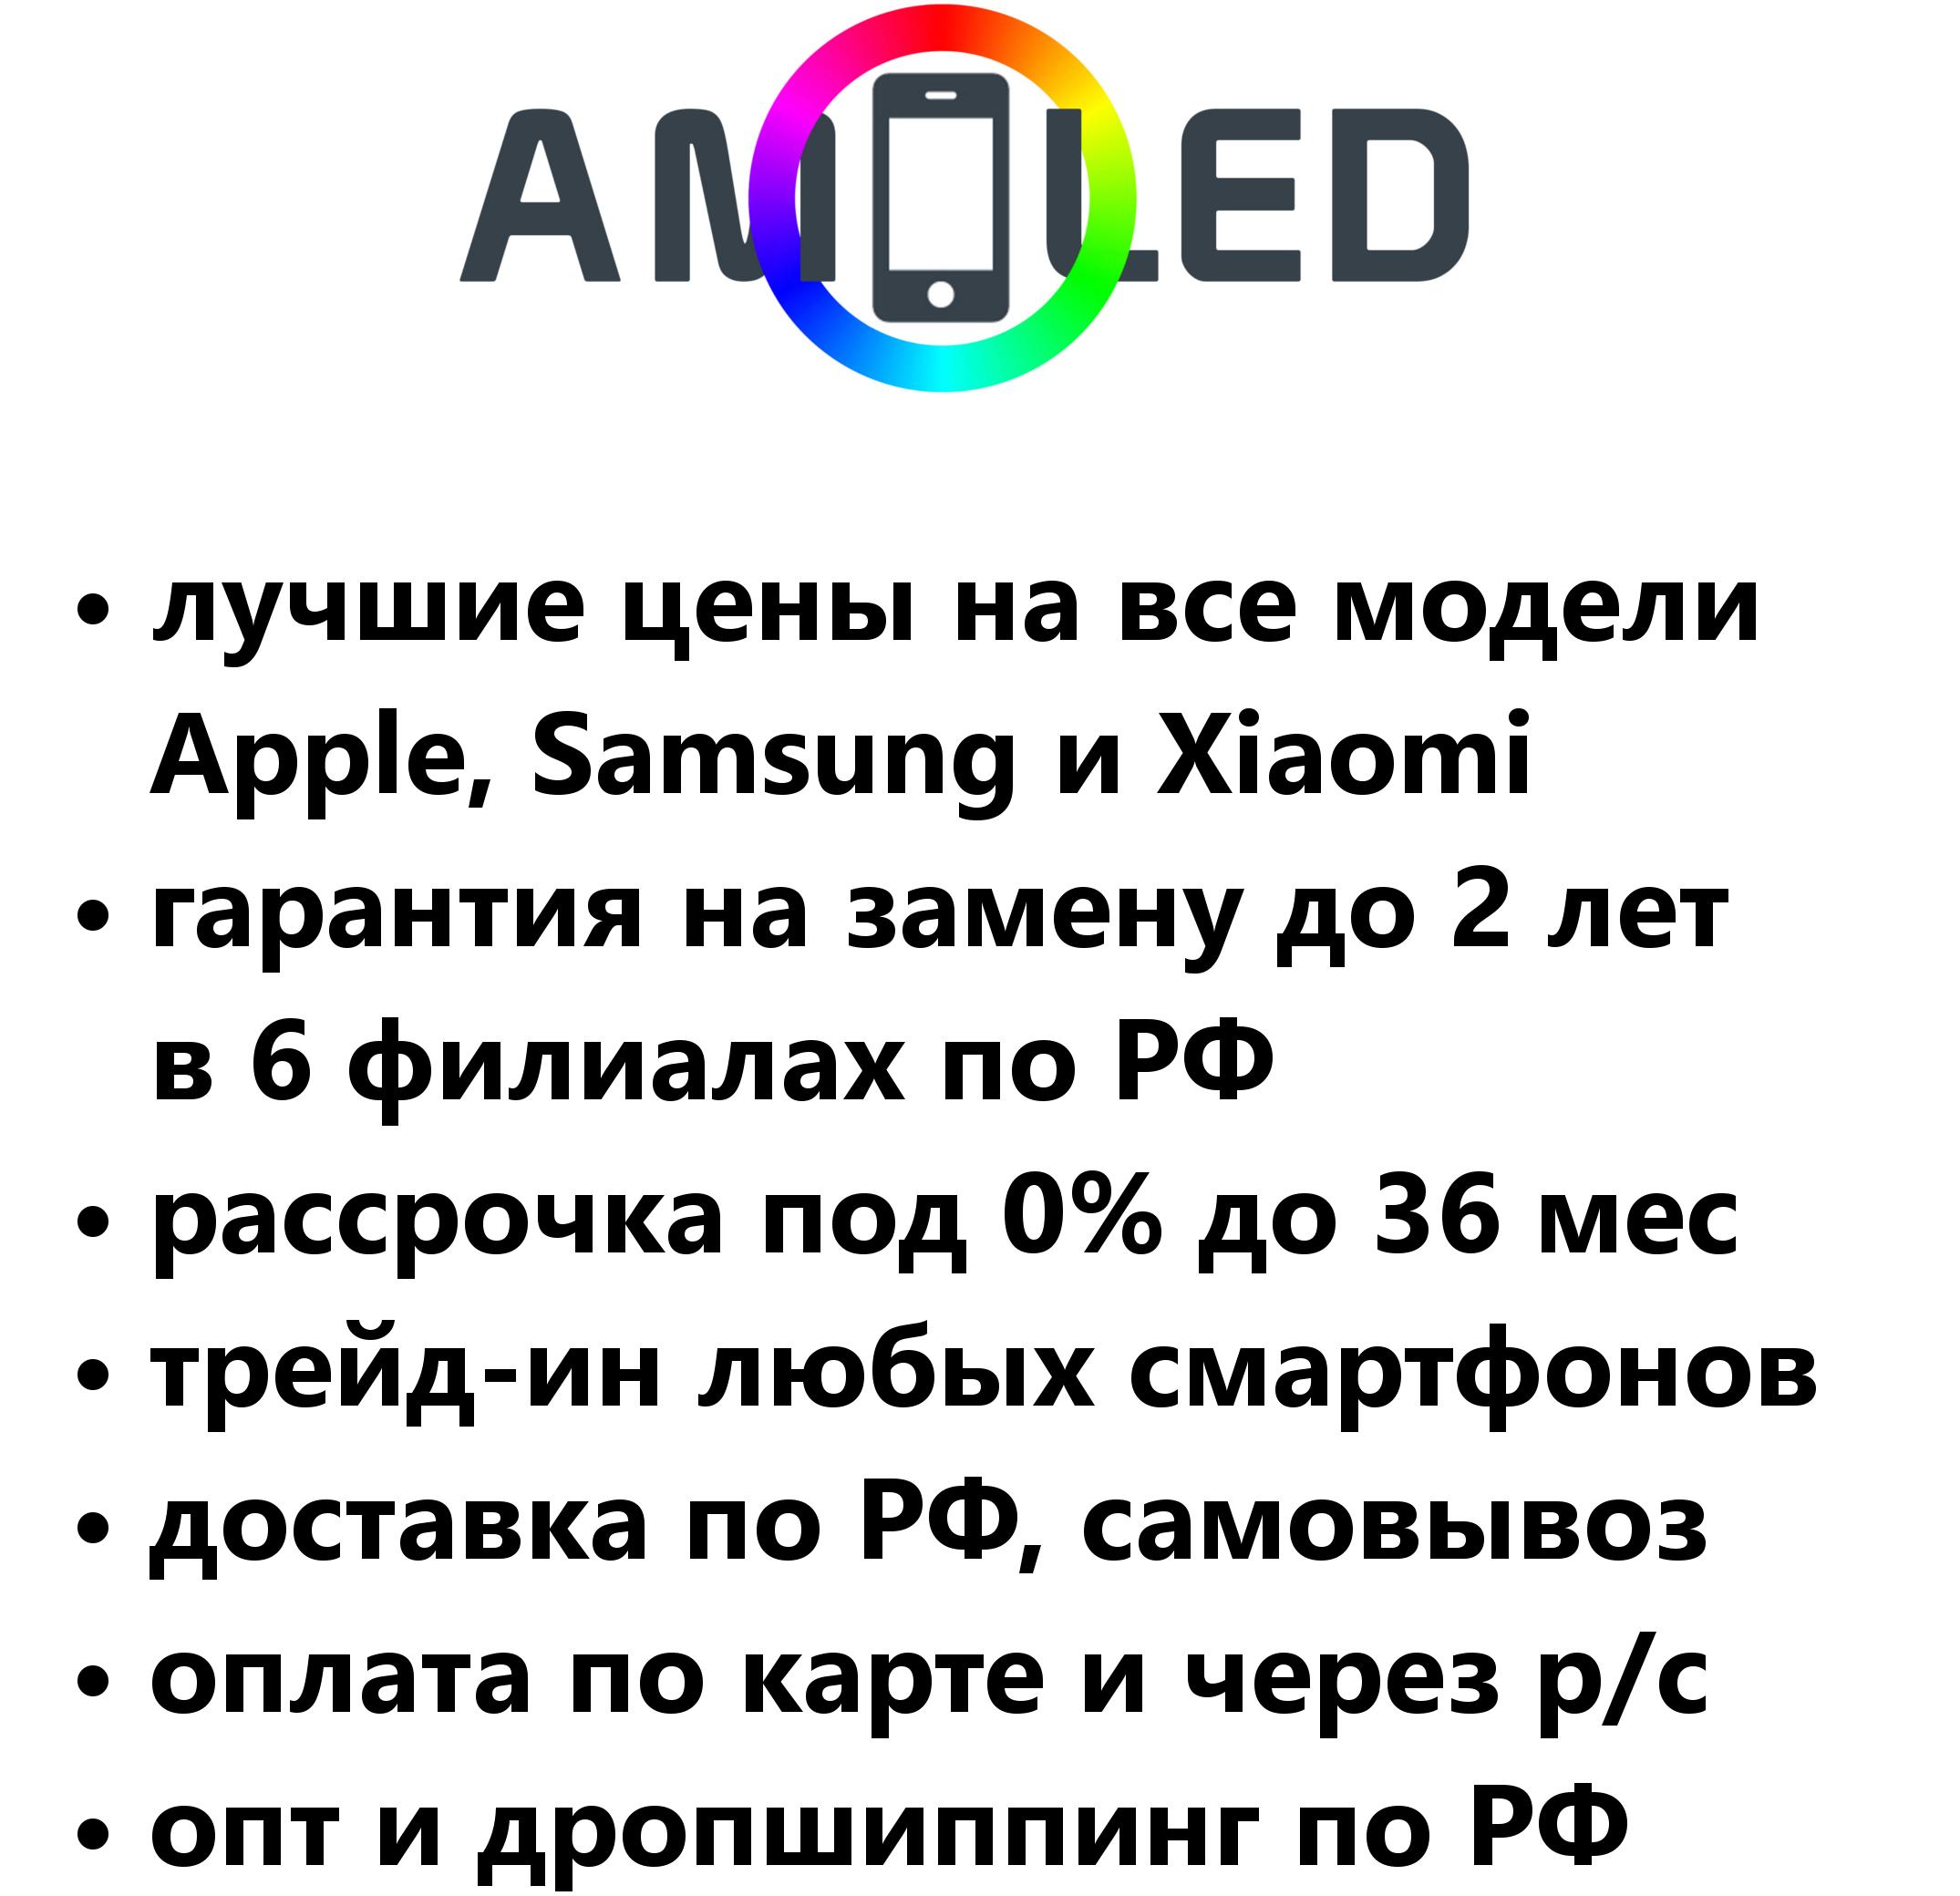 AMOLED
• лучшие цены на все модели
Apple, Samsung и Xiaomi
• гарантия на замену до 2 лет
в 6 филиалах по РФ
• рассрочка под 0% до 36 мес
• трейд-ин любых смартфонов
• доставка по РФ, самовывоз
• оплата по карте и через р/с
• опт и дропшиппинг по РФ